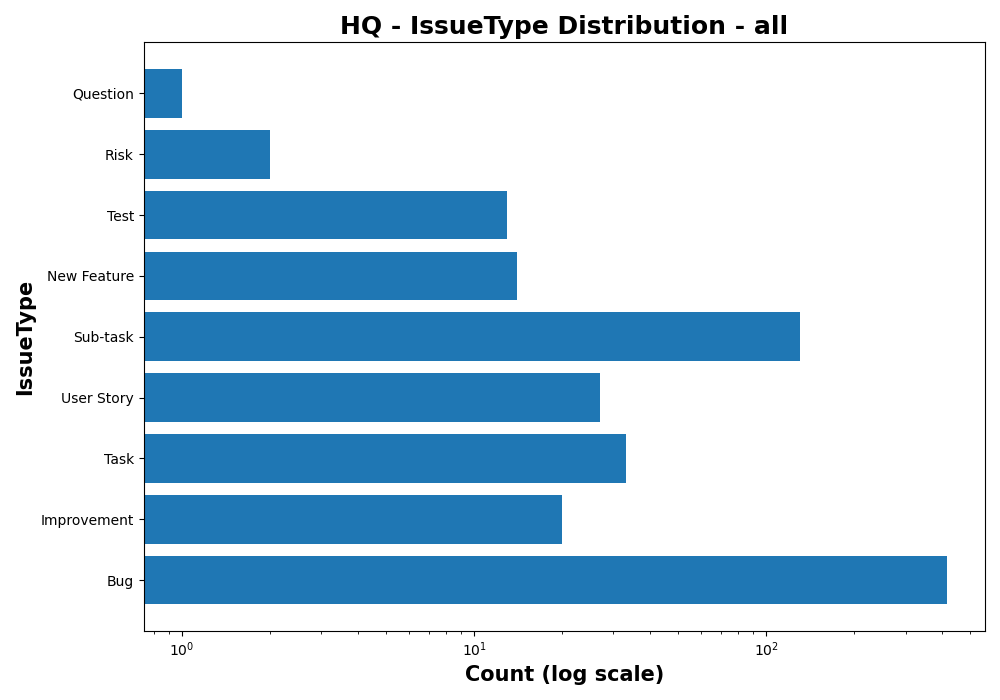 HQ - IssueType Distribution - all
IssueType
Question
Risk
Test
New Feature
Sub-task
User Story
Task
Improvement
Bug
10⁰ 10¹ 10²
Count (log scale)